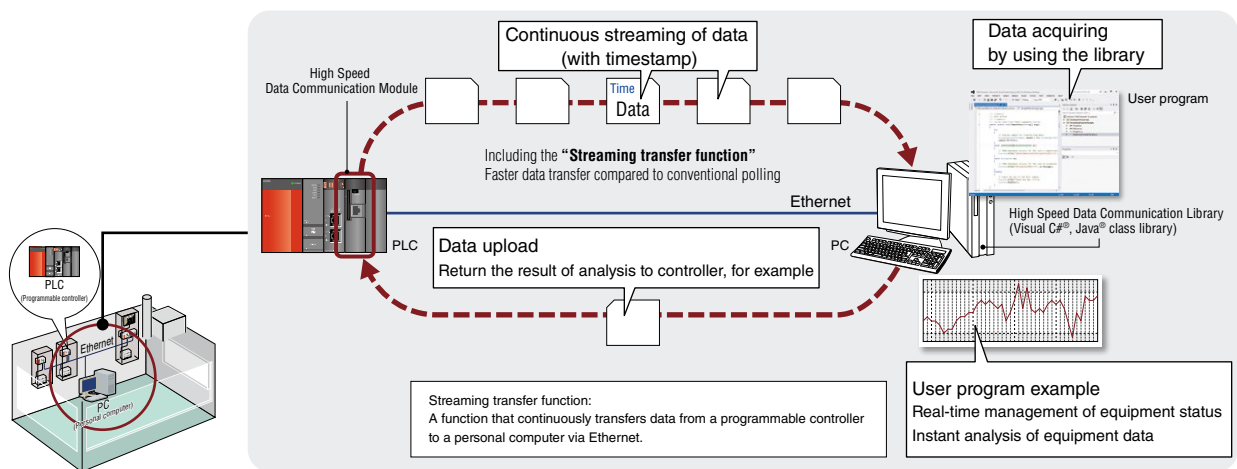 Continuous streaming of data
(with timestamp)
Data acquiring
by using the library
High Speed
Data Communication Module
Time
Data
User program
Including the “Streaming transfer function”
Faster data transfer compared to conventional polling
Ethernet
High Speed Data Communication Library
(Visual C#®, Java® class library)
PLC
PC
Data upload
Return the result of analysis to controller, for example
PLC
(Programmable controller)
Ethernet
PC
(Personal computer)
User program example
Real-time management of equipment status
Instant analysis of equipment data
Streaming transfer function:
A function that continuously transfers data from a programmable controller
to a personal computer via Ethernet.